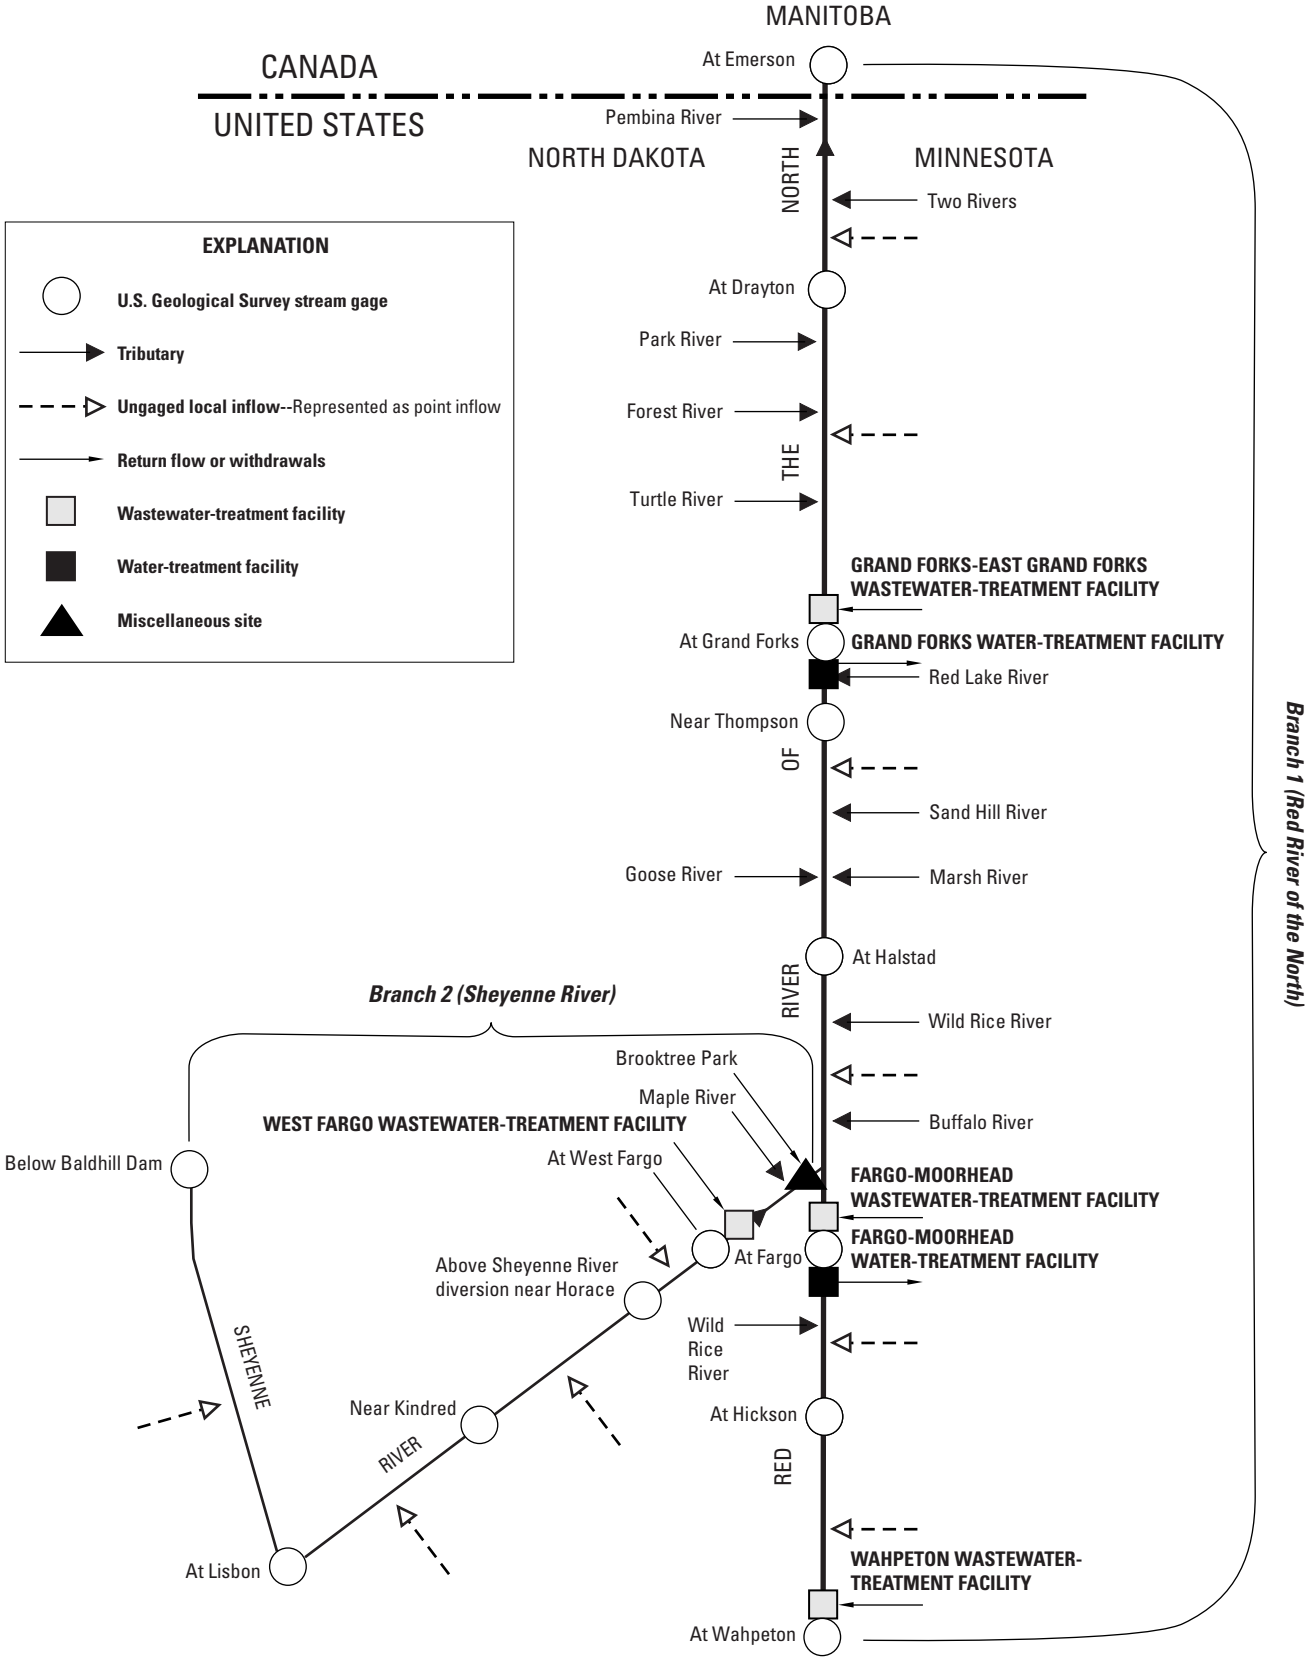 MANITOBA
At Emerson
CANADA
UNITED STATES
Pembina River
NORTH DAKOTA
MINNESOTA
NORTH
Two Rivers
EXPLANATION
U.S. Geological Survey stream gage
Tributary
Ungaged local inflow--Represented as point inflow
Return flow or withdrawals
Wastewater-treatment facility
Water-treatment facility
Miscellaneous site
At Drayton
Park River
Forest River
THE
Turtle River
GRAND FORKS-EAST GRAND FORKS
WASTEWATER-TREATMENT FACILITY
At Grand Forks
GRAND FORKS WATER-TREATMENT FACILITY
Red Lake River
Near Thompson
OF
Sand Hill River
Goose River
Marsh River
Branch 1 (Red River of the North)
At Halstad
RIVER
Branch 2 (Sheyenne River)
Wild Rice River
Brooktree Park
Maple River
WEST FARGO WASTEWATER-TREATMENT FACILITY
Buffalo River
At West Fargo
Below Baldhill Dam
FARGO-MOORHEAD
WASTEWATER-TREATMENT FACILITY
At Fargo
FARGO-MOORHEAD
WATER-TREATMENT FACILITY
Above Sheyenne River
diversion near Horace
Wild
Rice
River
SHEYENNE
Near Kindred
At Hickson
RIVER
RED
At Lisbon
WAHPETON WASTEWATER-
TREATMENT FACILITY
At Wahpeton